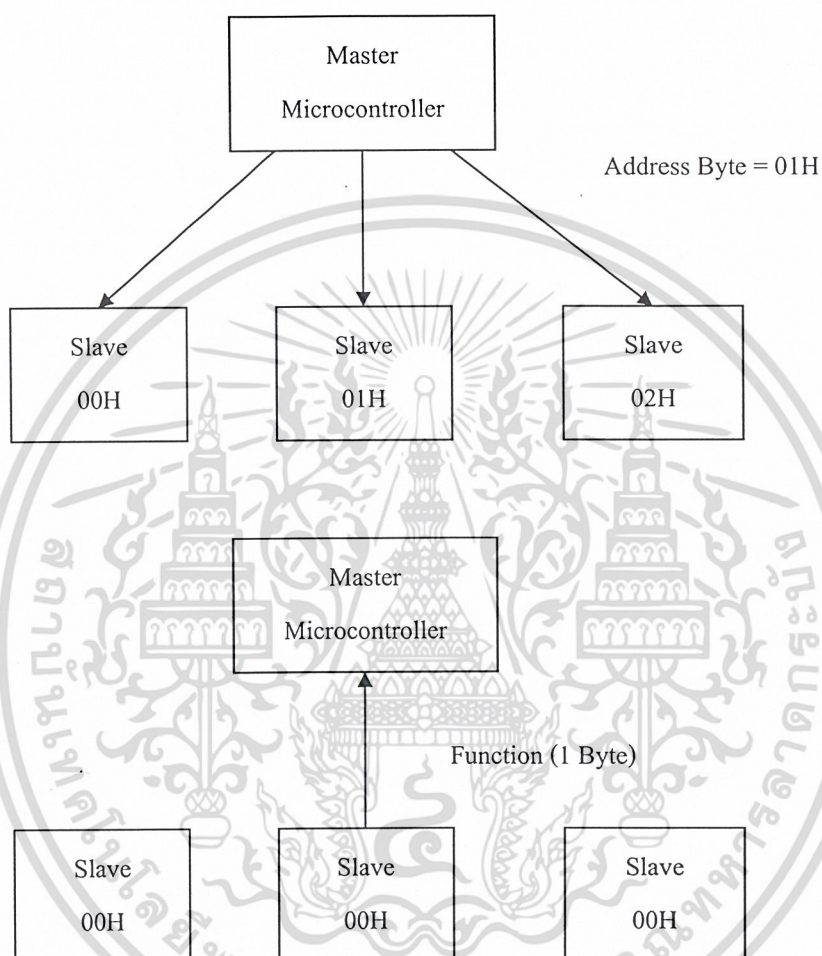 Master
Microcontroller
Address Byte = 01H
Slave
00H
Slave
01H
Slave
02H
Master
Microcontroller
Function (1 Byte)
Slave
00H
Slave
00H
Slave
00H